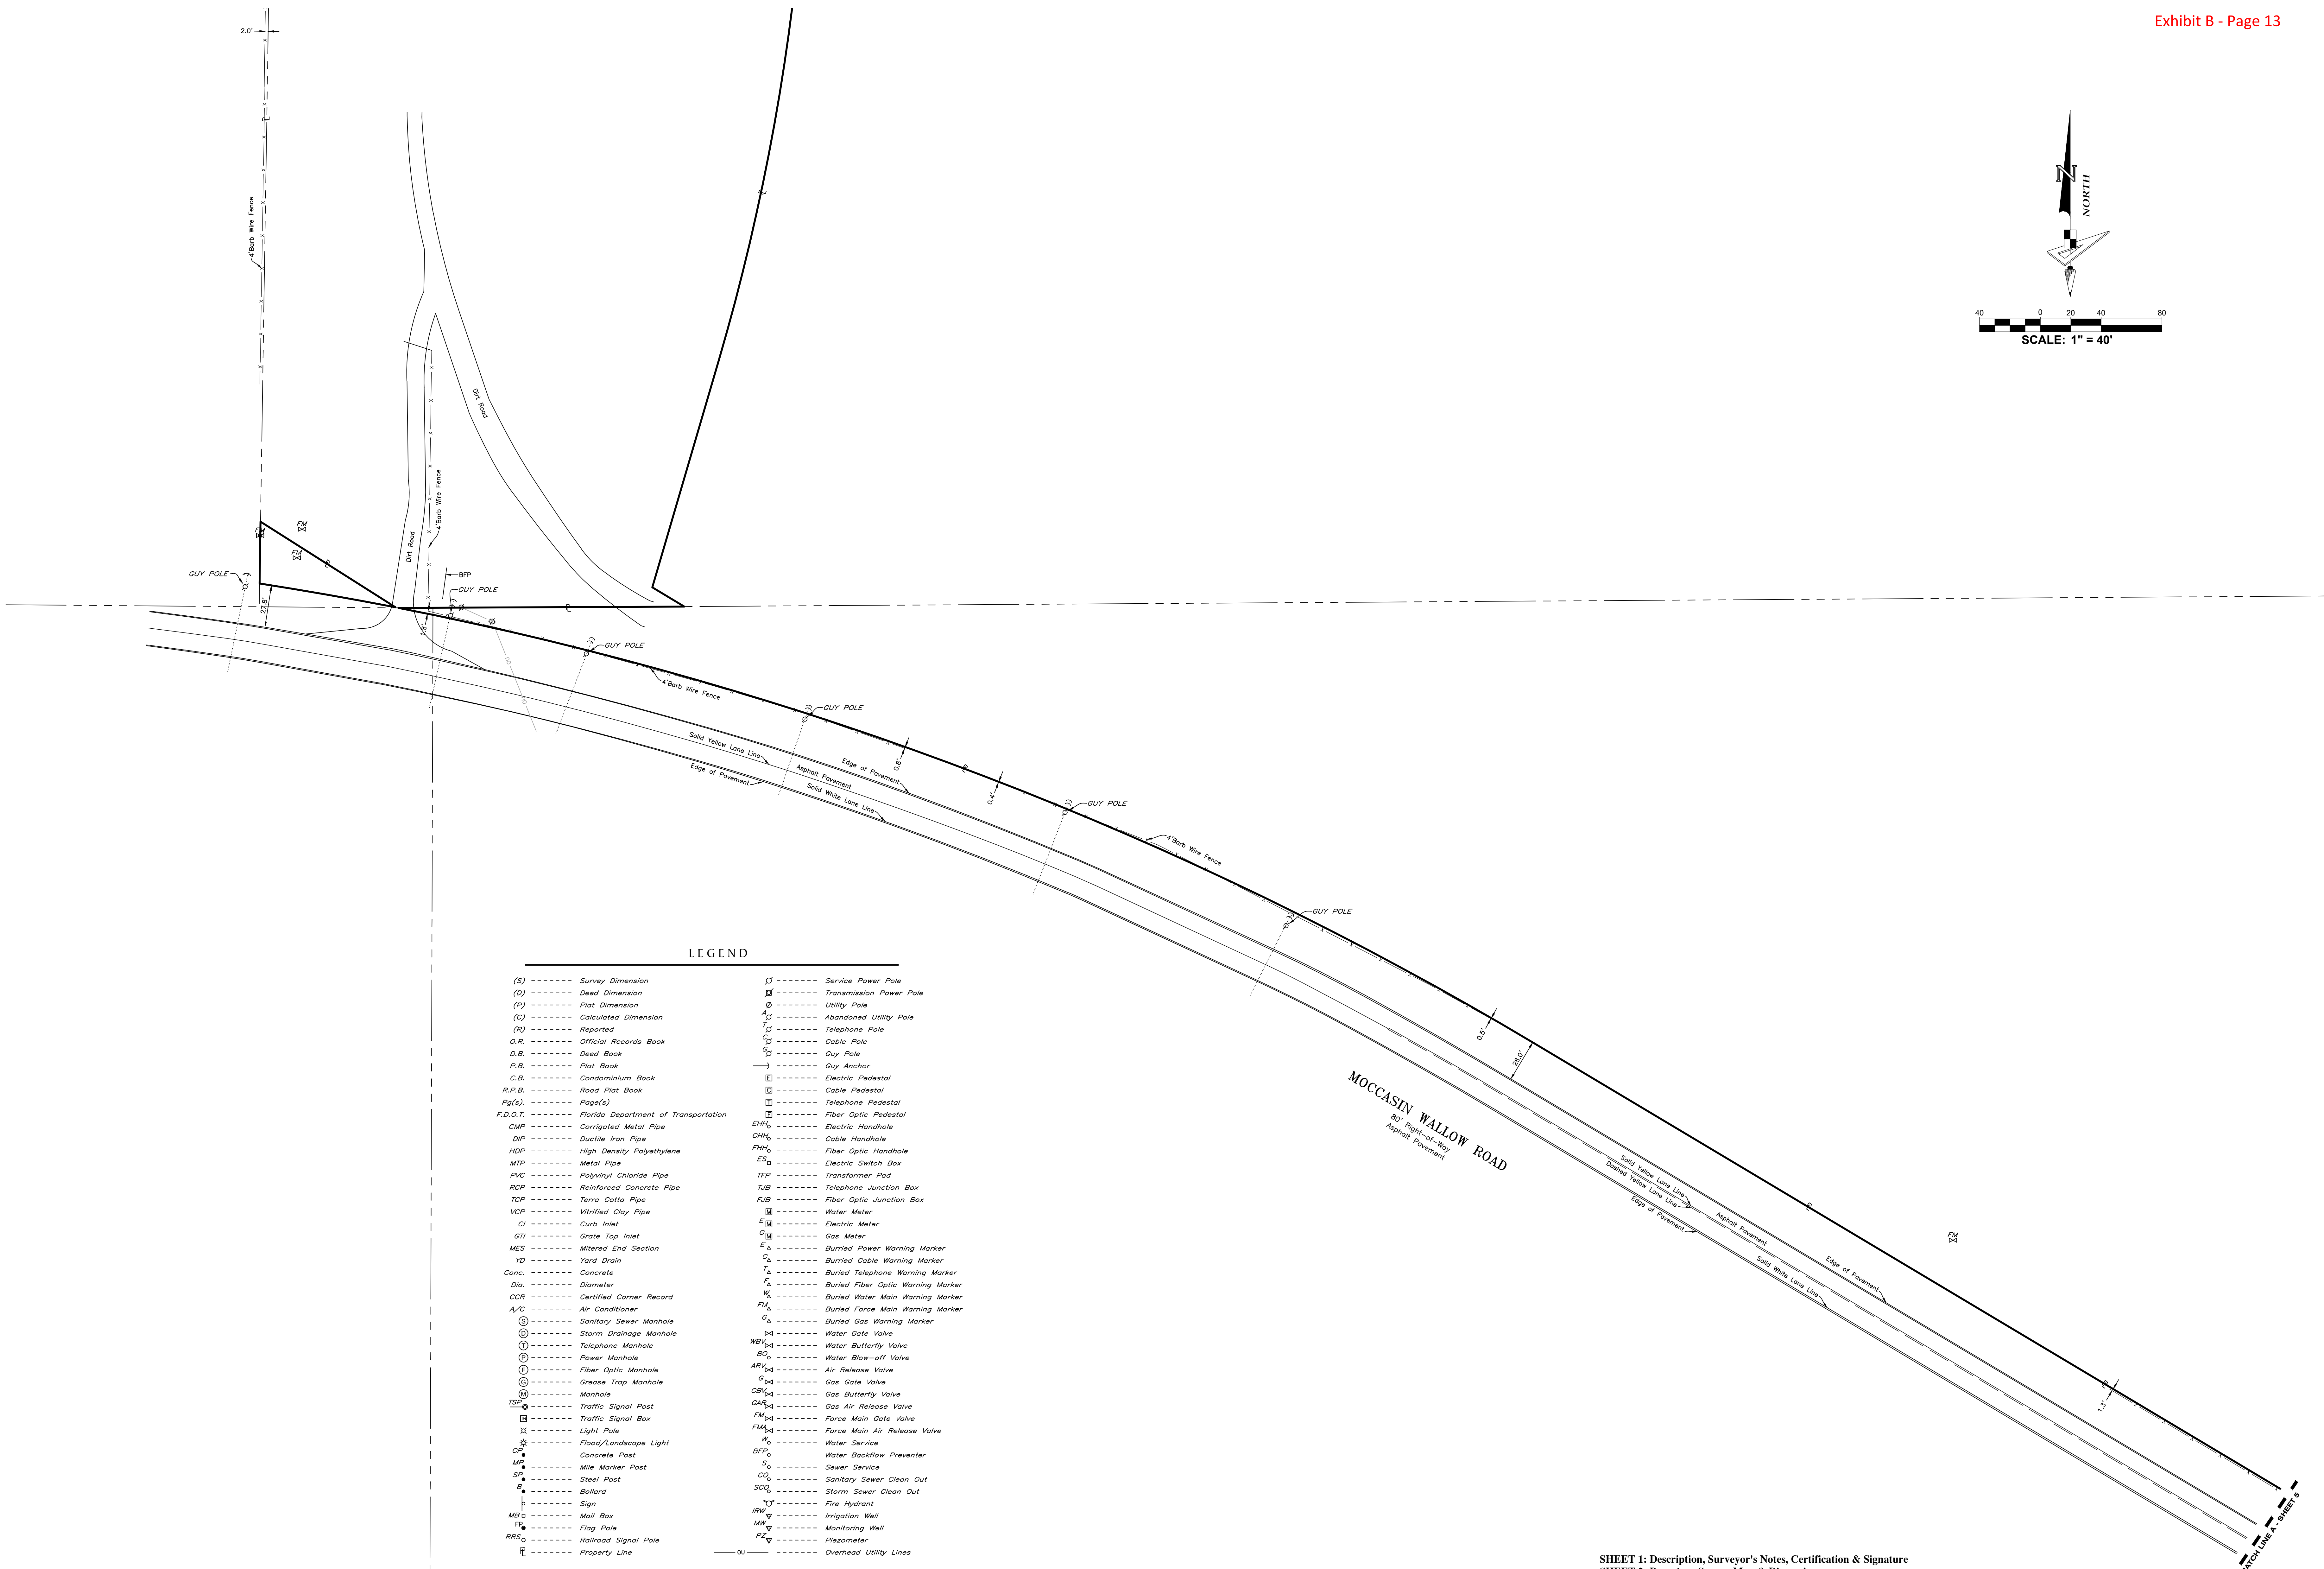 Exhibit B - Page 13
2.0'
4'Barb Wire Fence
NORTH
N
40 0 20 40 80
SCALE: 1" = 40'
Dirt Road
4'Barb Wire Fence
Dirt Road
FM
FM
GUY POLE
27.8'
BFP
GUY POLE
1.8'
GUY POLE
OU
OU
4'Barb Wire Fence
GUY POLE
Solid Yellow Lane Line
Edge of Pavement
Asphalt Pavement
Edge of Pavement
Solid White Lane Line
0.8'
0.4'
GUY POLE
4'Barb Wire Fence
GUY POLE
0.5'
28.0'
MOCCASIN WALLOW ROAD
80' Right-of-Way
Asphalt Pavement
Solid Yellow Lane Line
Dashed Yellow Lane Line
Edge of Pavement
Asphalt Pavement
Edge of Pavement
Solid White Lane Line
FM
1.3'
MATCH LINE A - SHEET 5
LEGEND
(S) Survey Dimension
(D) Deed Dimension
(P) Plat Dimension
(C) Calculated Dimension
(R) Reported
O.R. Official Records Book
D.B. Deed Book
P.B. Plat Book
C.B. Condominium Book
R.P.B. Road Plat Book
Pg(s). Page(s)
F.D.O.T. Florida Department of Transportation
CMP Corrigated Metal Pipe
DIP Ductile Iron Pipe
HDP High Density Polyethylene
MTP Metal Pipe
PVC Polyvinyl Chloride Pipe
RCP Reinforced Concrete Pipe
TCP Terra Cotta Pipe
VCP Vitrified Clay Pipe
CI Curb Inlet
GTI Grate Top Inlet
MES Mitered End Section
YD Yard Drain
Conc. Concrete
Dia. Diameter
CCR Certified Corner Record
A/C Air Conditioner
S Sanitary Sewer Manhole
D Storm Drainage Manhole
T Telephone Manhole
P Power Manhole
F Fiber Optic Manhole
G Grease Trap Manhole
M Manhole
TSP Traffic Signal Post
Traffic Signal Box
Light Pole
Flood/Landscape Light
CP Concrete Post
MP Mile Marker Post
SP Steel Post
B Bollard
Sign
MB Mail Box
FP Flag Pole
RRS Railroad Signal Pole
PL Property Line
Service Power Pole
Transmission Power Pole
Utility Pole
A Abandoned Utility Pole
T Telephone Pole
C Cable Pole
G Guy Pole
Guy Anchor
E Electric Pedestal
C Cable Pedestal
T Telephone Pedestal
F Fiber Optic Pedestal
EHH Electric Handhole
CHH Cable Handhole
FHH Fiber Optic Handhole
ES Electric Switch Box
TFP Transformer Pad
TJB Telephone Junction Box
FJB Fiber Optic Junction Box
M Water Meter
E M Electric Meter
G M Gas Meter
E Burried Power Warning Marker
C Burried Cable Warning Marker
T Buried Telephone Warning Marker
F Buried Fiber Optic Warning Marker
W Buried Water Main Warning Marker
FM Buried Force Main Warning Marker
G Buried Gas Warning Marker
Water Gate Valve
WBV Water Butterfly Valve
BO Water Blow-off Valve
ARV Air Release Valve
G Gas Gate Valve
GBV Gas Butterfly Valve
GAR Gas Air Release Valve
FM Force Main Gate Valve
FMA Force Main Air Release Valve
W Water Service
BFP Water Backflow Preventer
S Sewer Service
CO Sanitary Sewer Clean Out
SCO Storm Sewer Clean Out
Fire Hydrant
IRW Irrigation Well
MW Monitoring Well
PZ Piezometer
OU Overhead Utility Lines
SHEET 1: Description, Surveyor's Notes, Certification & Signature